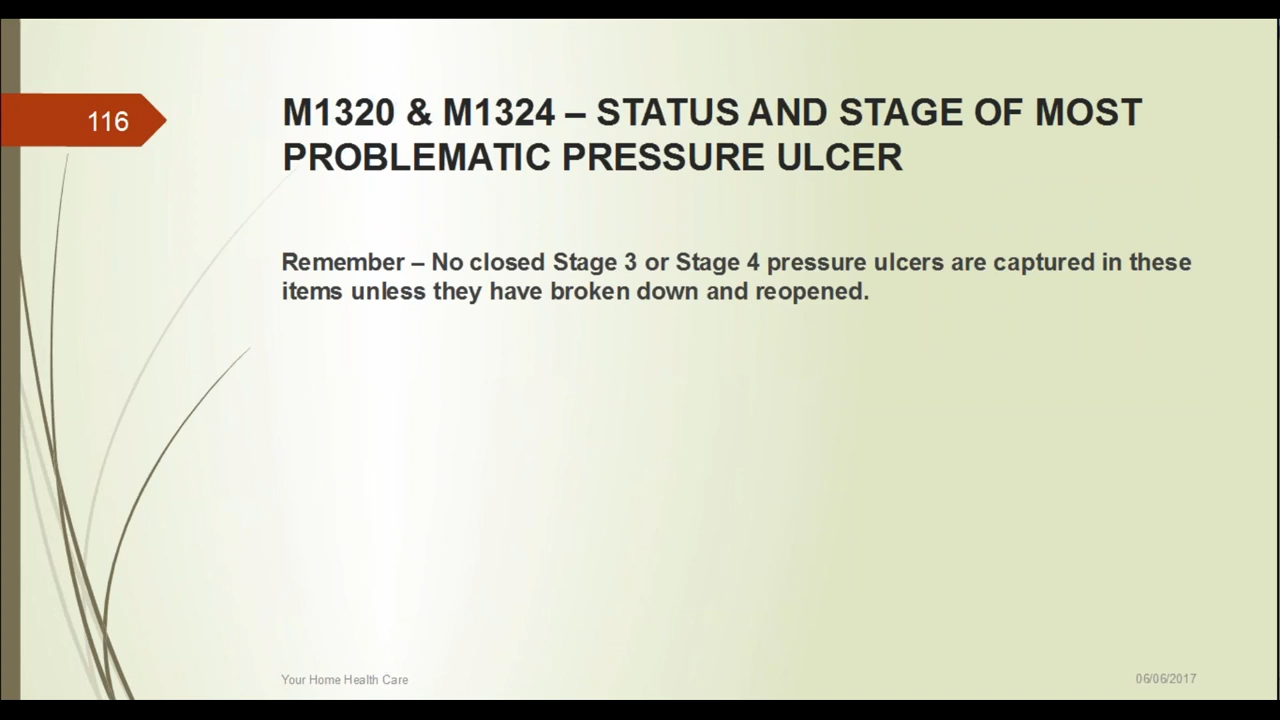 116
M1320 & M1324 – STATUS AND STAGE OF MOST
PROBLEMATIC PRESSURE ULCER
Remember – No closed Stage 3 or Stage 4 pressure ulcers are captured in these
items unless they have broken down and reopened.
Your Home Health Care
06/06/2017